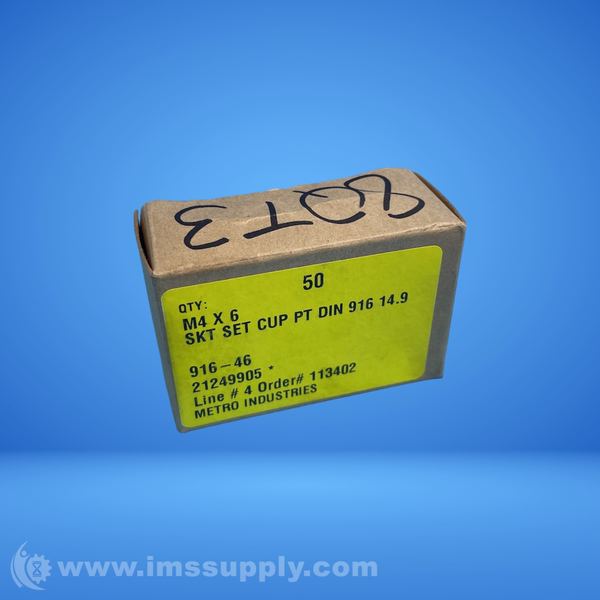 8QT3
50
QTY:
M4 X 6
SKT SET CUP PT DIN 916 14.9
916-46
21249905 *
Line # 4 Order# 113402
METRO INDUSTRIES
www.imssupply.com